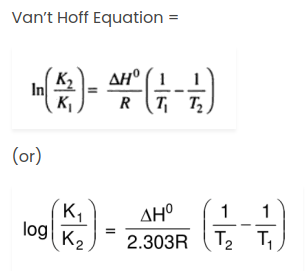 Van't Hoff Equation =
ln(K₂/K₁) = ΔH⁰/R (1/T₁ - 1/T₂)
(or)
log(K₁/K₂) = ΔH⁰/2.303R (1/T₂ - 1/T₁)